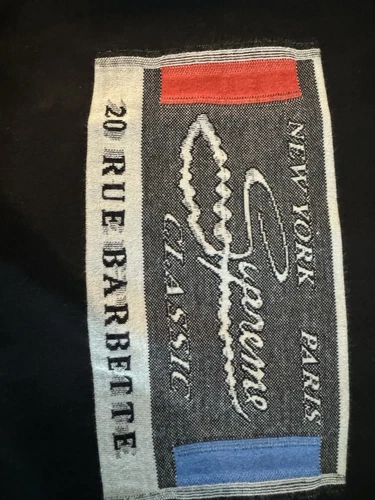 NEW YORK PARIS
Supreme
CLASSIC
20 RUE BARBETTE